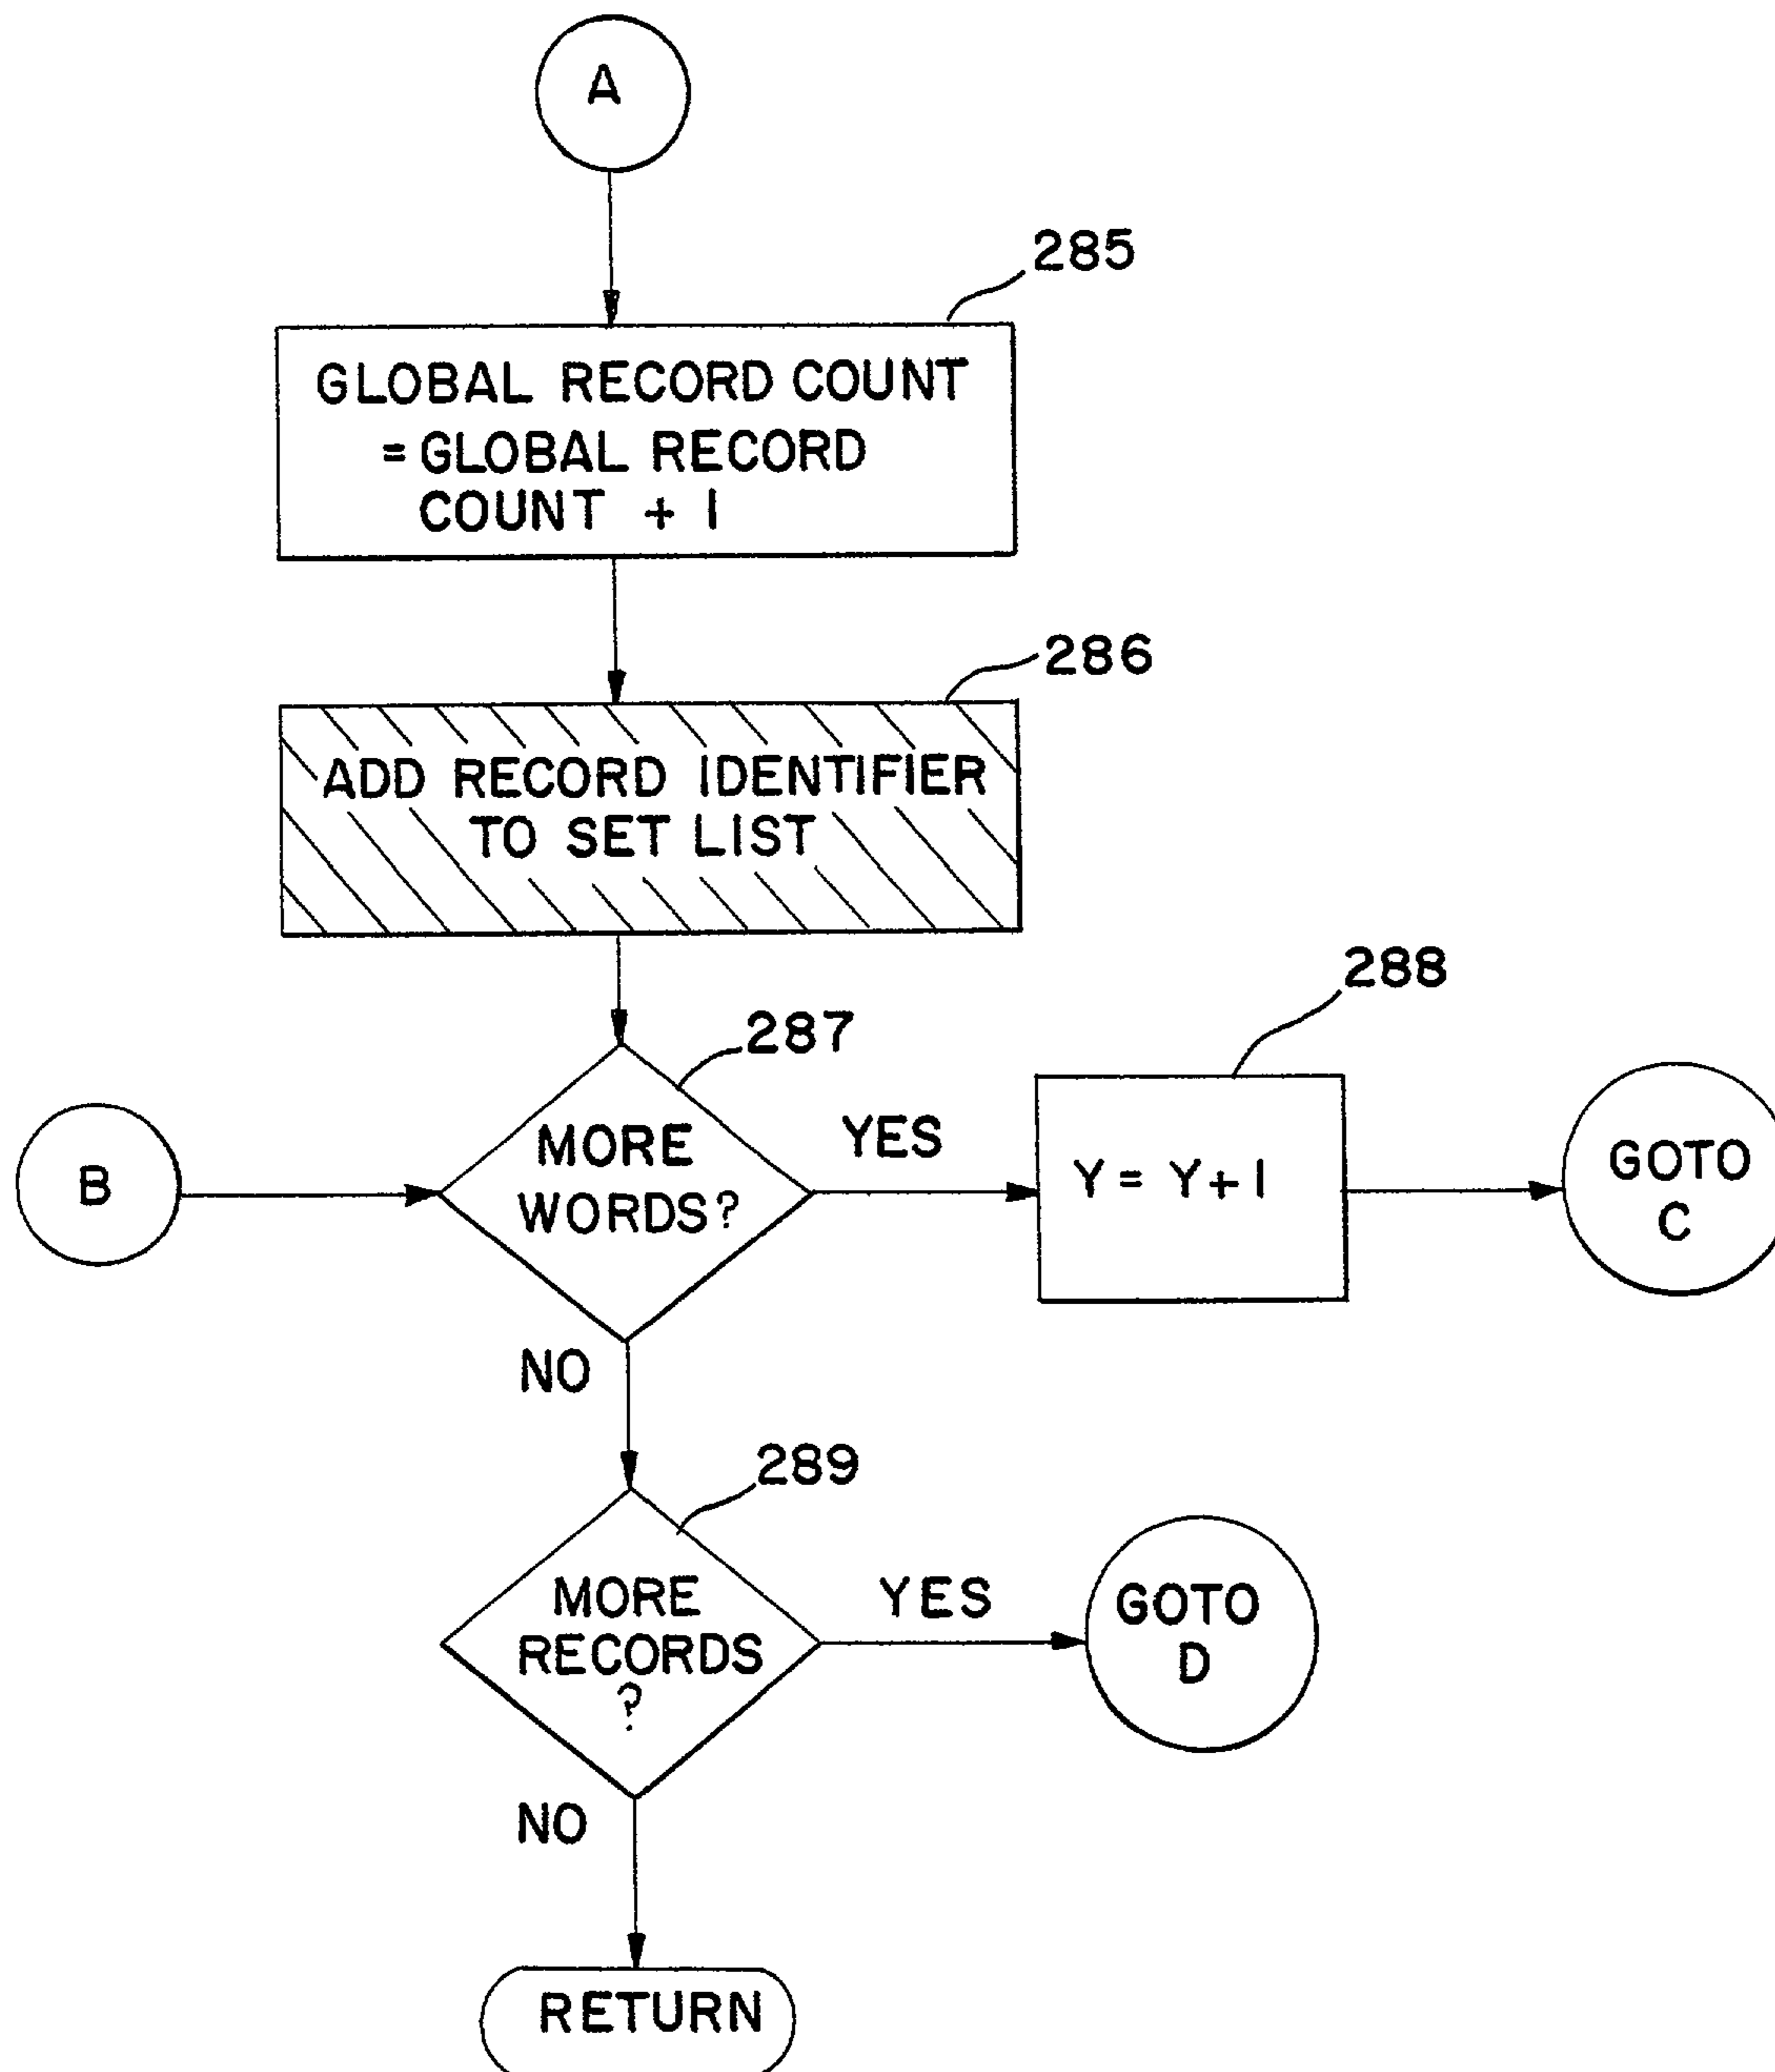 A
285
GLOBAL RECORD COUNT
= GLOBAL RECORD
COUNT + 1
286
ADD RECORD IDENTIFIER
TO SET LIST
287
288
B
MORE
WORDS?
YES
Y = Y+1
GOTO
C
NO
289
MORE
RECORDS
?
YES
GOTO
D
NO
RETURN